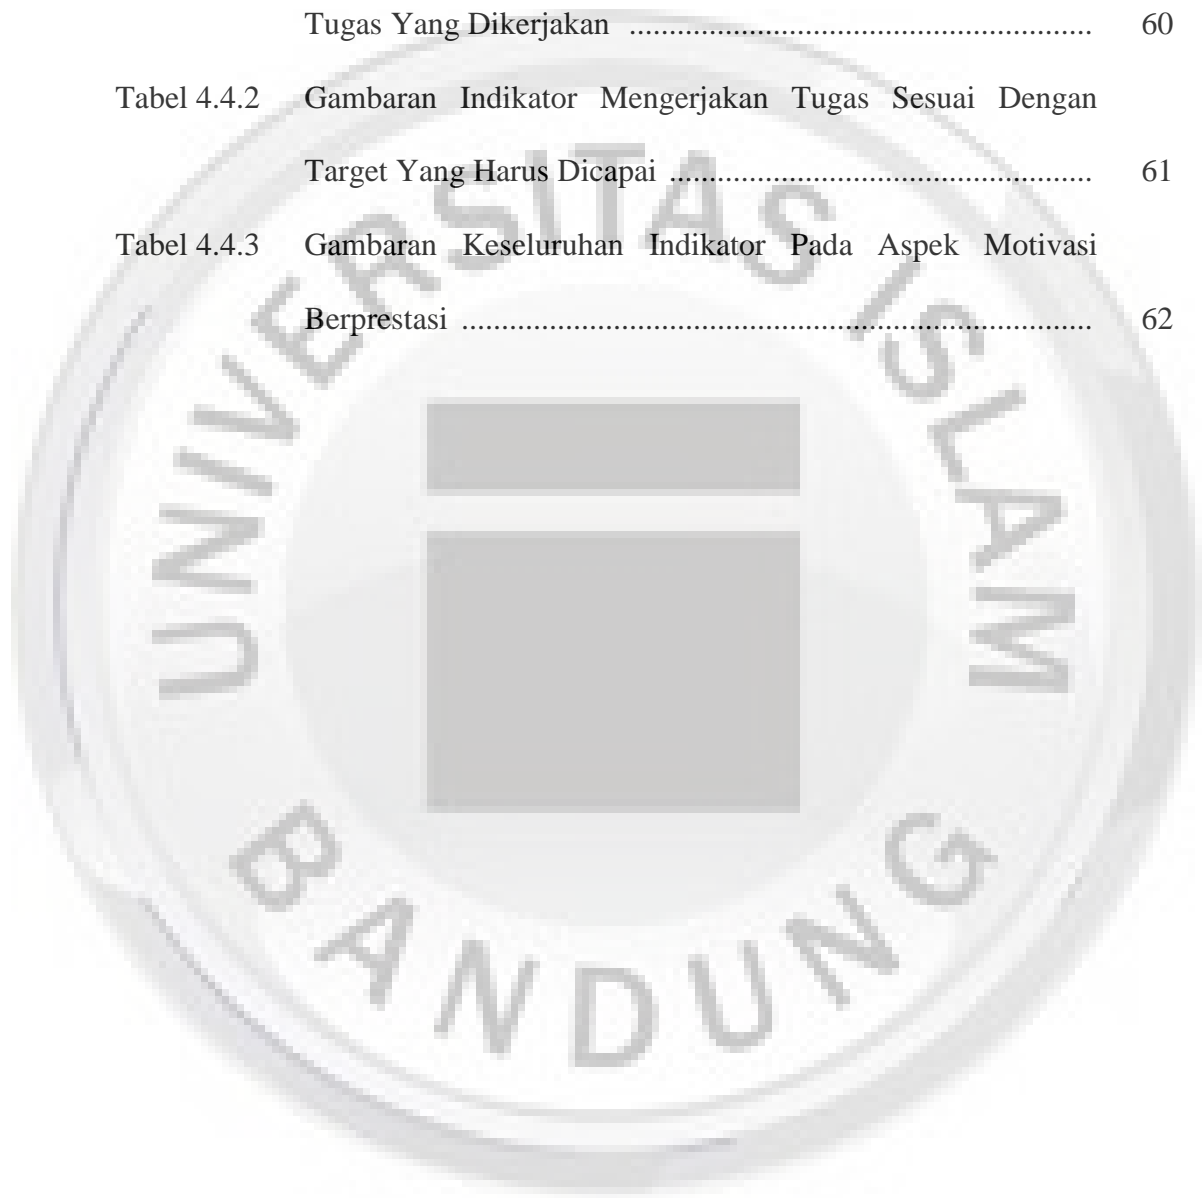 Tugas Yang Dikerjakan .......................................................... 60
Tabel 4.4.2 Gambaran Indikator Mengerjakan Tugas Sesuai Dengan
Target Yang Harus Dicapai ..................................................... 61
Tabel 4.4.3 Gambaran Keseluruhan Indikator Pada Aspek Motivasi
Berprestasi ............................................................................... 62
UNIVERSITAS ISLAM
BANDUNG